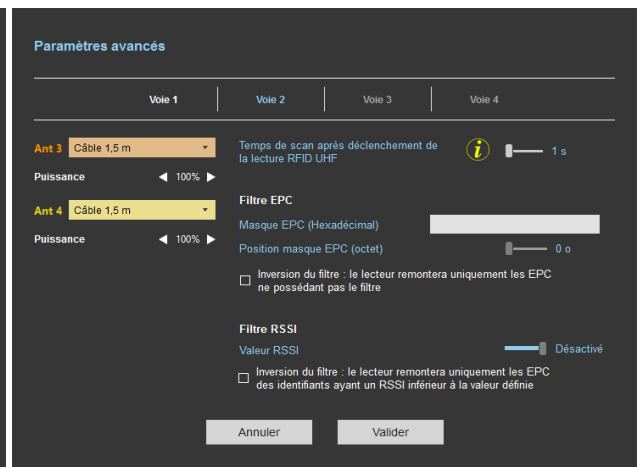 Paramètres avancés
Voie 1
Voie 2
Voie 3
Voie 4
Ant 3 Câble 1,5 m
Puissance 100%
Ant 4 Câble 1,5 m
Puissance 100%
Temps de scan après déclenchement de
la lecture RFID UHF
i
1 s
Filtre EPC
Masque EPC (Hexadécimal)
Position masque EPC (octet) 0 o
Inversion du filtre : le lecteur remontera uniquement les EPC
ne possédant pas le filtre
Filtre RSSI
Valeur RSSI Désactivé
Inversion du filtre : le lecteur remontera uniquement les EPC
des identifiants ayant un RSSI inférieur à la valeur définie
Annuler
Valider